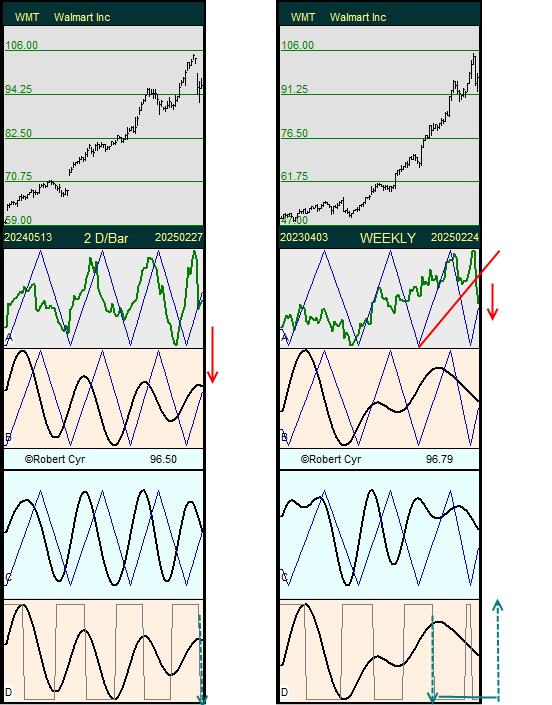 WMT Walmart Inc
106.00
94.25
82.50
70.75
59.00
20240513 2 D/Bar 20250227
A
B
©Robert Cyr 96.50
C
D
WMT Walmart Inc
106.00
91.25
76.50
61.75
47.00
20230403 WEEKLY 20250224
A
B
©Robert Cyr 96.79
C
D